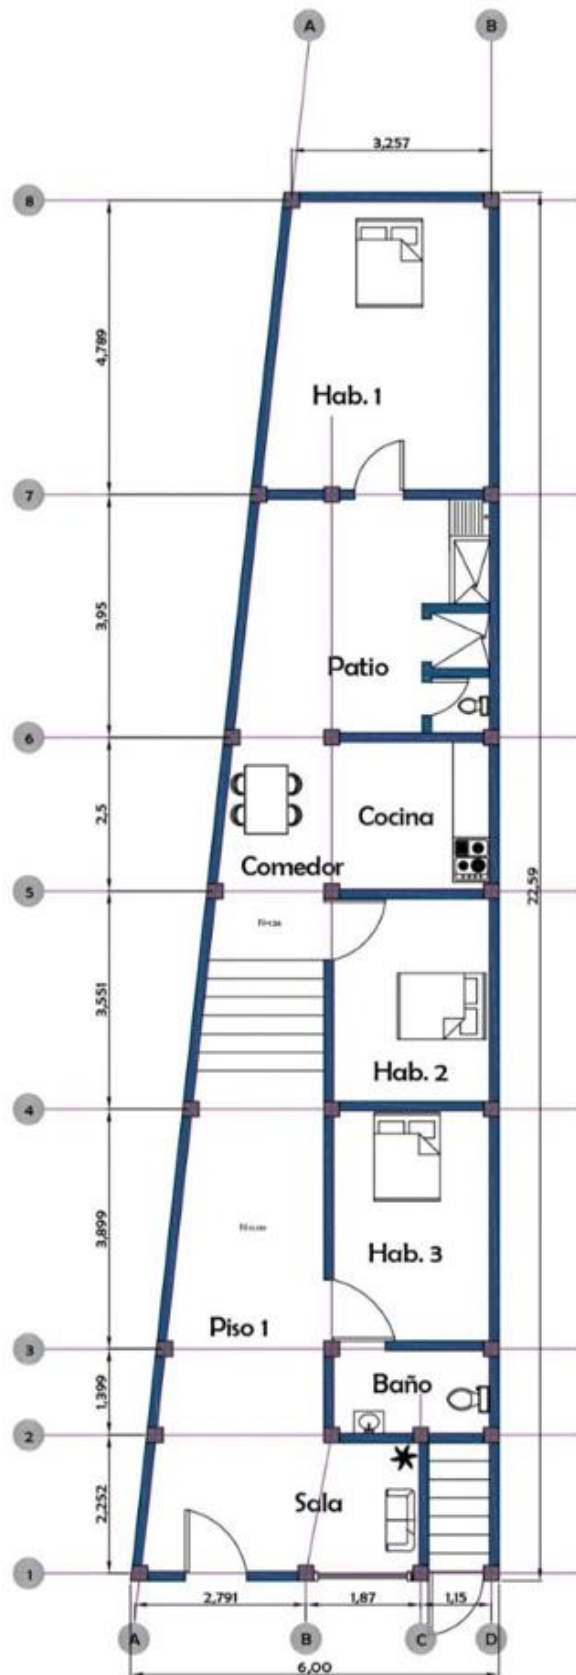 A B
3,257
8
4,789
Hab. 1
7
3,95
Patio
6
2,5
Cocina
Comedor
5
22,59
3,551
Hab. 2
4
3,899
Hab. 3
Piso 1
3
1,399
Baño
2
2,252
Sala
1
2,791 1,87 1,15
A B C D
6,00